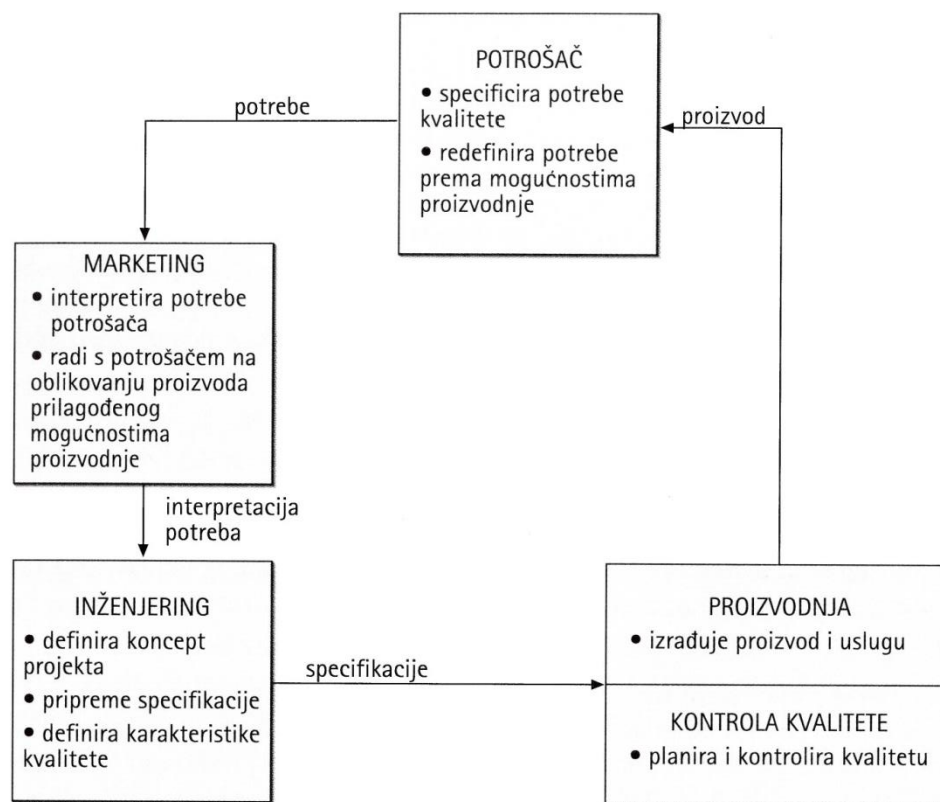 POTROŠAČ
• specificira potrebe
kvalitete
• redefinira potrebe
prema mogućnostima
proizvodnje
potrebe
proizvod
MARKETING
• interpretira potrebe
potrošača
• radi s potrošačem na
oblikovanju proizvoda
prilagođenog
mogućnostima
proizvodnje
interpretacija
potreba
INŽENJERING
• definira koncept
projekta
• pripreme specifikacije
• definira karakteristike
kvalitete
specifikacije
PROIZVODNJA
• izrađuje proizvod i uslugu
KONTROLA KVALITETE
• planira i kontrolira kvalitetu